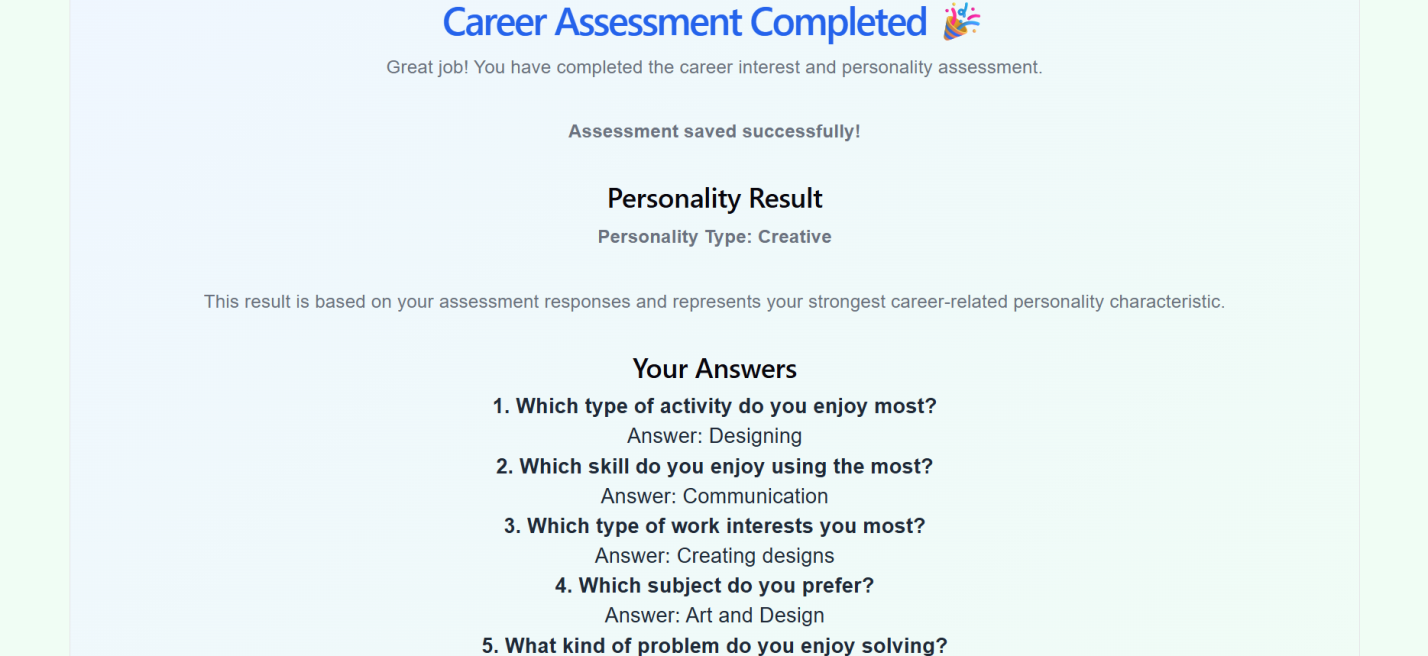 Career Assessment Completed 🎉
Great job! You have completed the career interest and personality assessment.
Assessment saved successfully!
Personality Result
Personality Type: Creative
This result is based on your assessment responses and represents your strongest career-related personality characteristic.
Your Answers
1. Which type of activity do you enjoy most?
Answer: Designing
2. Which skill do you enjoy using the most?
Answer: Communication
3. Which type of work interests you most?
Answer: Creating designs
4. Which subject do you prefer?
Answer: Art and Design
5. What kind of problem do you enjoy solving?